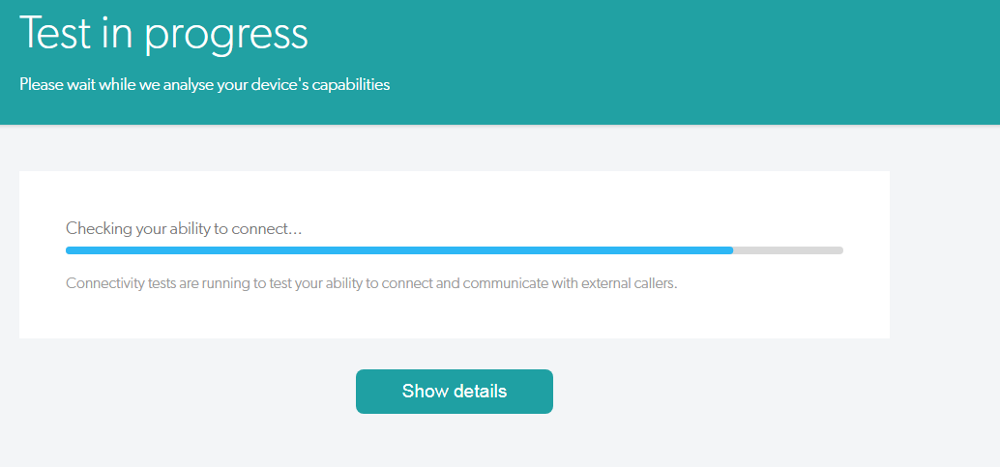 Test in progress
Please wait while we analyse your device's capabilities
Checking your ability to connect...
Connectivity tests are running to test your ability to connect and communicate with external callers.
Show details